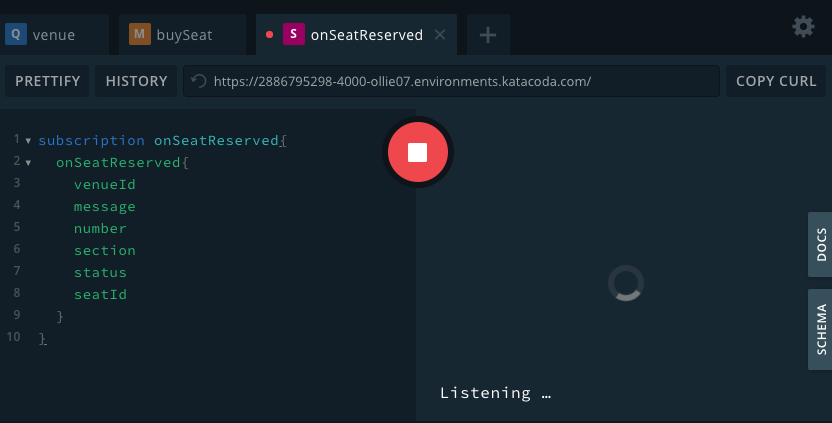 Q venue M buySeat S onSeatReserved ✕ +
PRETTIFY HISTORY https://2886795298-4000-ollie07.environments.katacoda.com/ COPY CURL
1 subscription onSeatReserved{
2 onSeatReserved{
3 venueId
4 message
5 number
6 section
7 status
8 seatId
9 }
10 }
Listening …
DOCS
SCHEMA